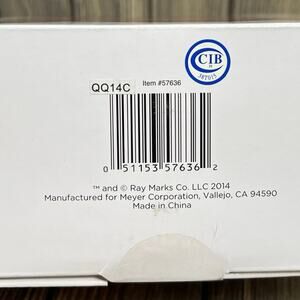 CIB
387015
QQ14C Item #57636
0 51153 57636 2
™ and © Ray Marks Co. LLC 2014
Manufactured for Meyer Corporation, Vallejo, CA 94590
Made in China